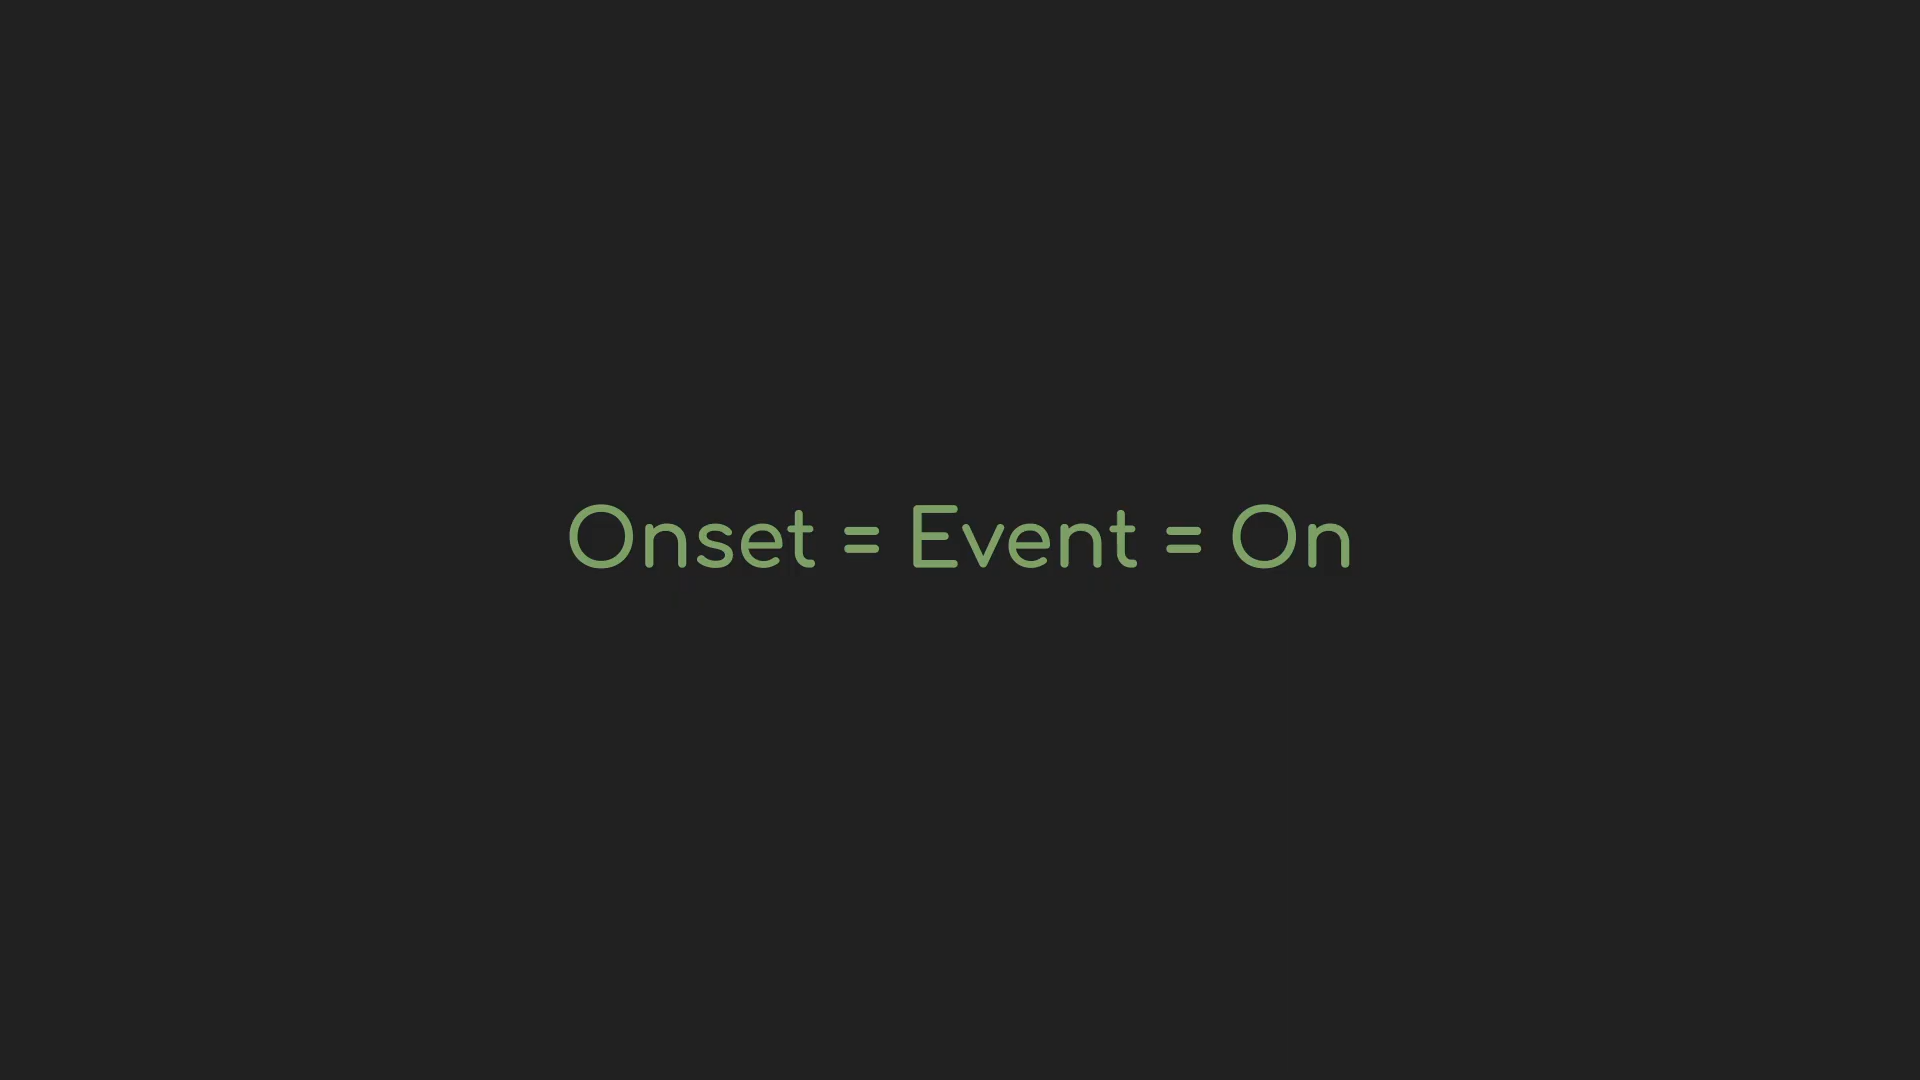 Onset = Event = On